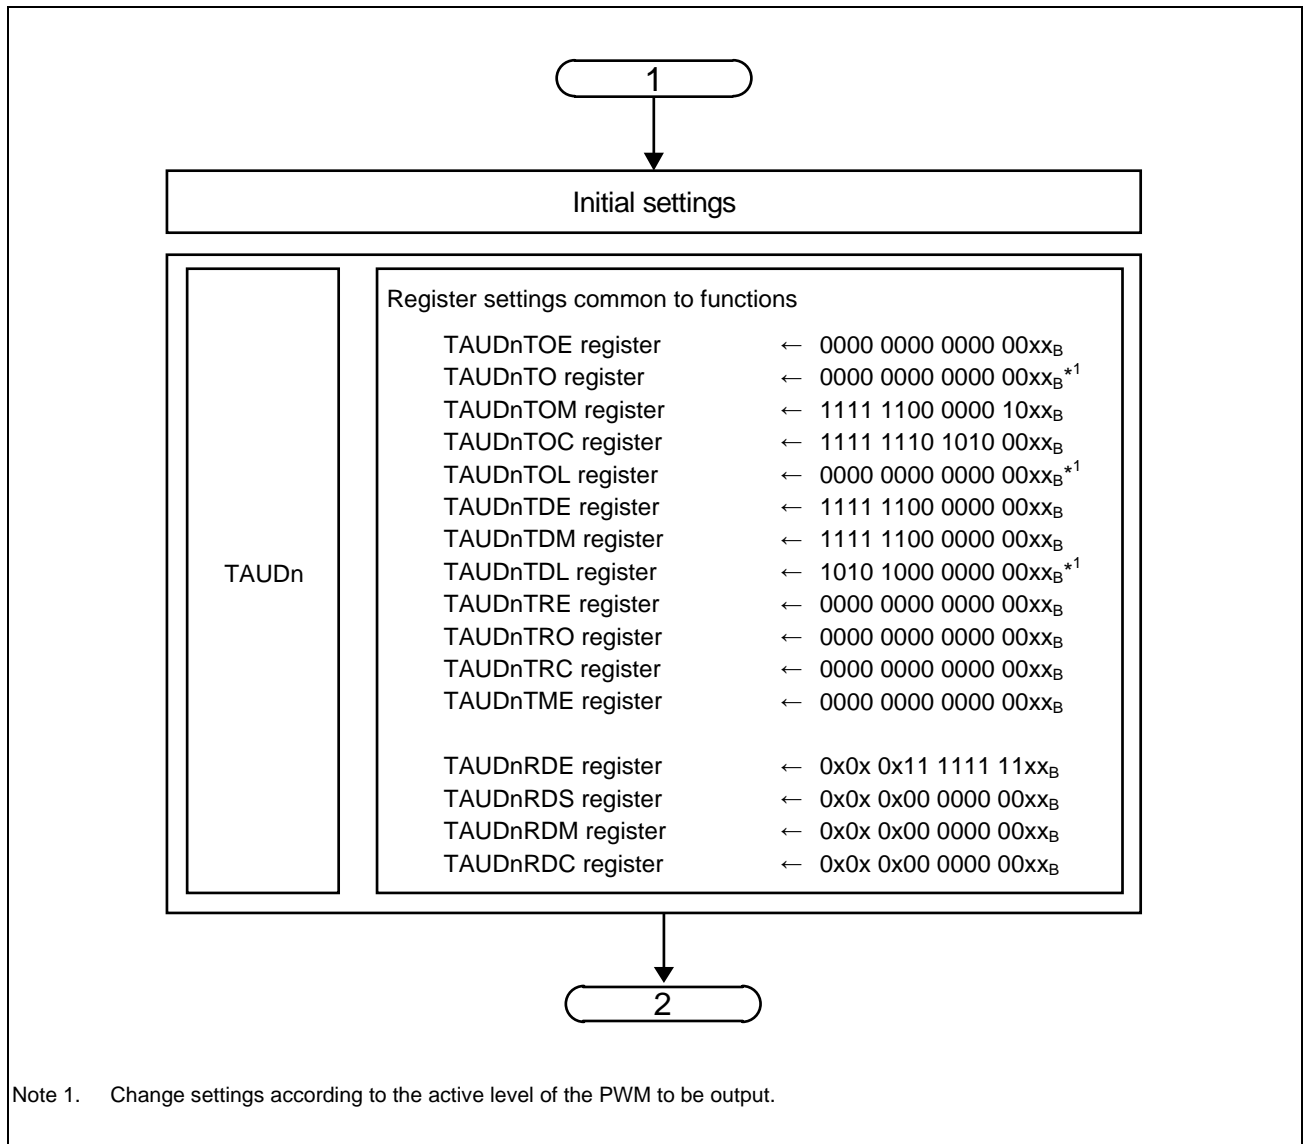 1
Initial settings
TAUDn
Register settings common to functions
TAUDnTOE register ← 0000 0000 0000 00xxB
TAUDnTO register ← 0000 0000 0000 00xxB*1
TAUDnTOM register ← 1111 1100 0000 10xxB
TAUDnTOC register ← 1111 1110 1010 00xxB
TAUDnTOL register ← 0000 0000 0000 00xxB*1
TAUDnTDE register ← 1111 1100 0000 00xxB
TAUDnTDM register ← 1111 1100 0000 00xxB
TAUDnTDL register ← 1010 1000 0000 00xxB*1
TAUDnTRE register ← 0000 0000 0000 00xxB
TAUDnTRO register ← 0000 0000 0000 00xxB
TAUDnTRC register ← 0000 0000 0000 00xxB
TAUDnTME register ← 0000 0000 0000 00xxB
TAUDnRDE register ← 0x0x 0x11 1111 11xxB
TAUDnRDS register ← 0x0x 0x00 0000 00xxB
TAUDnRDM register ← 0x0x 0x00 0000 00xxB
TAUDnRDC register ← 0x0x 0x00 0000 00xxB
2
Note 1. Change settings according to the active level of the PWM to be output.